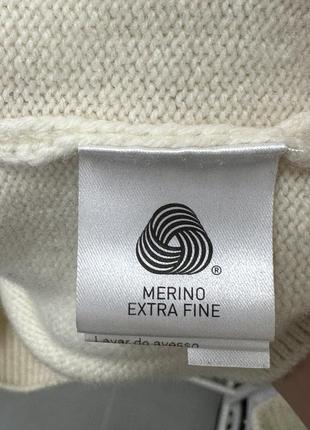 ®
MERINO
EXTRA FINE
Lavar do avesso